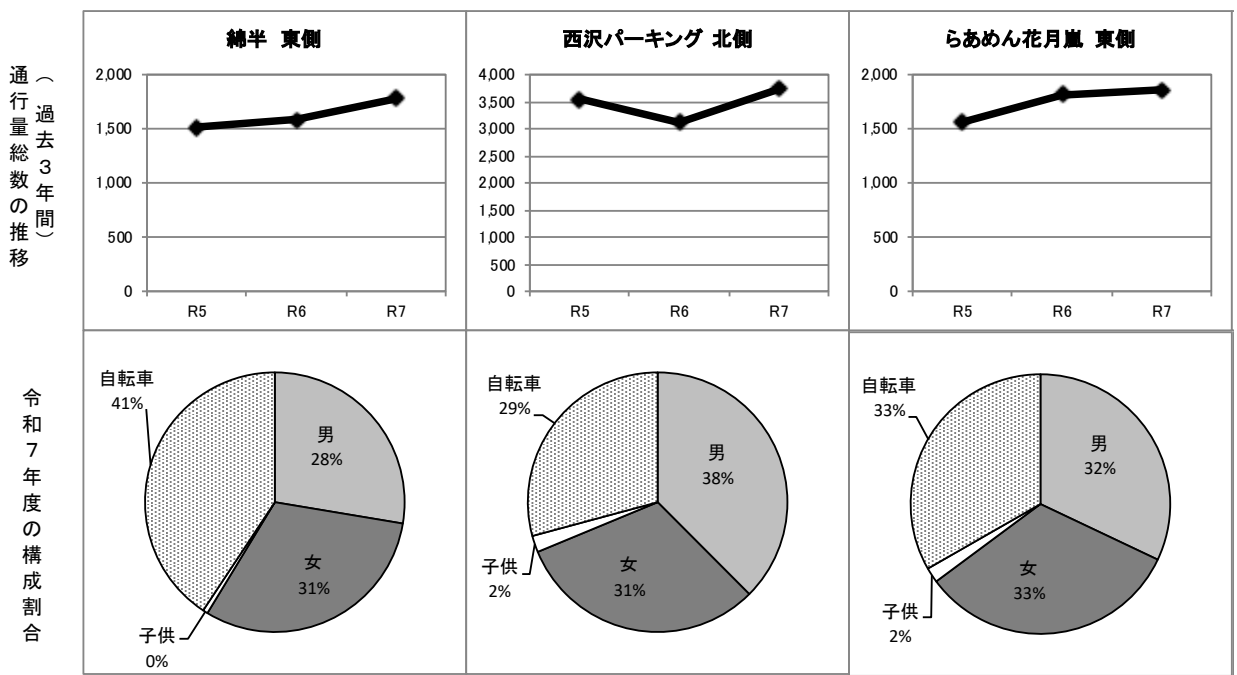 通行量総数の推移
（過去３年間）
綿半 東側
2,000
1,500
1,000
500
0
R5 R6 R7
西沢パーキング 北側
4,000
3,500
3,000
2,500
2,000
1,500
1,000
500
0
R5 R6 R7
らあめん花月嵐 東側
2,000
1,500
1,000
500
0
R5 R6 R7
令和７年度の構成割合
自転車
41%
男
28%
女
31%
子供
0%
自転車
29%
男
38%
女
31%
子供
2%
自転車
33%
男
32%
女
33%
子供
2%